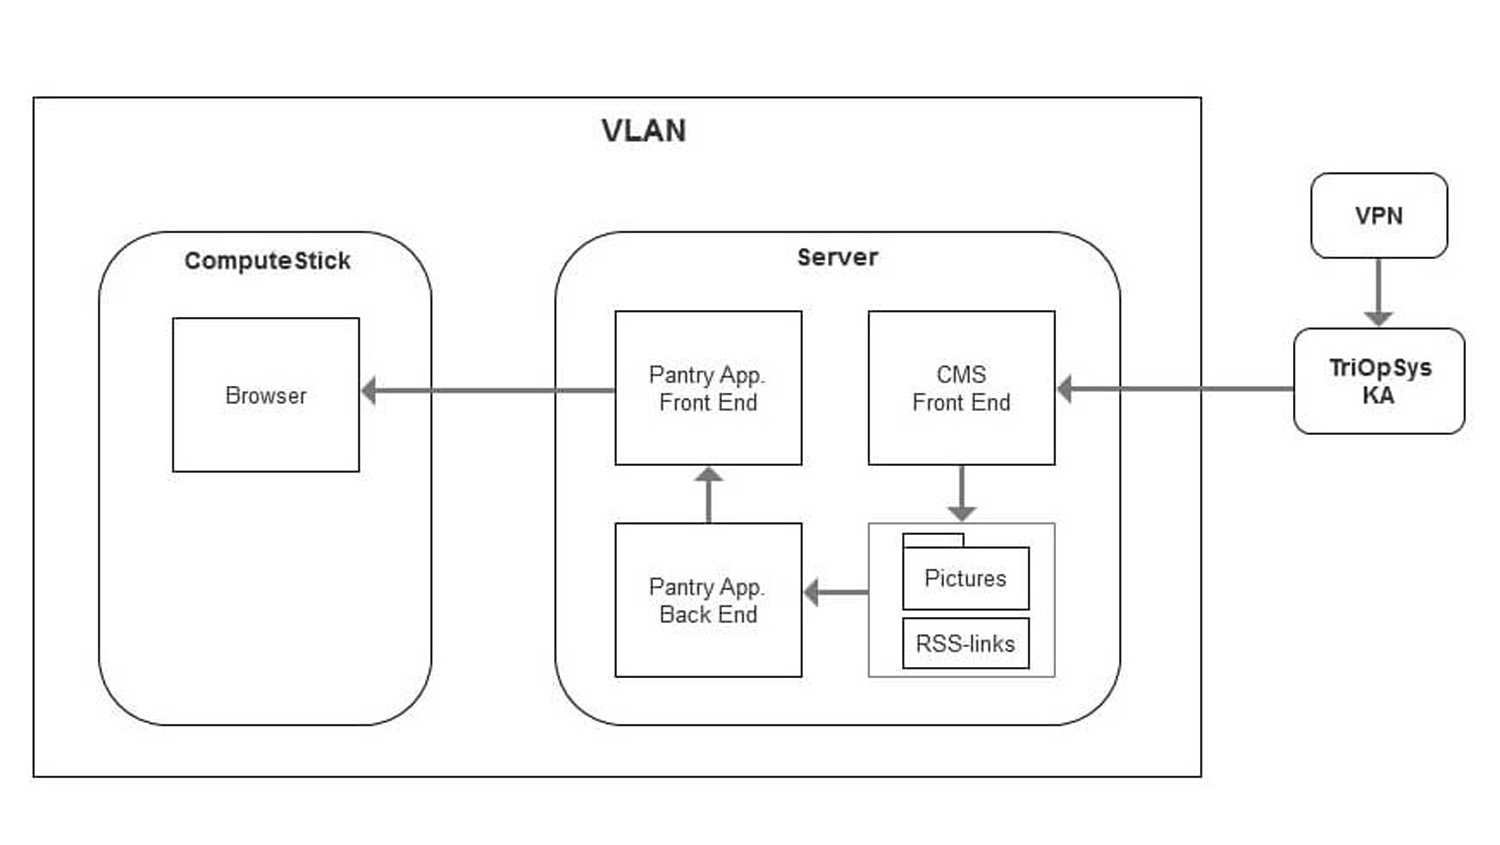 VLAN
ComputeStick
Browser
Server
Pantry App.
Front End
CMS
Front End
Pantry App.
Back End
Pictures
RSS-links
VPN
TriOpSys
KA